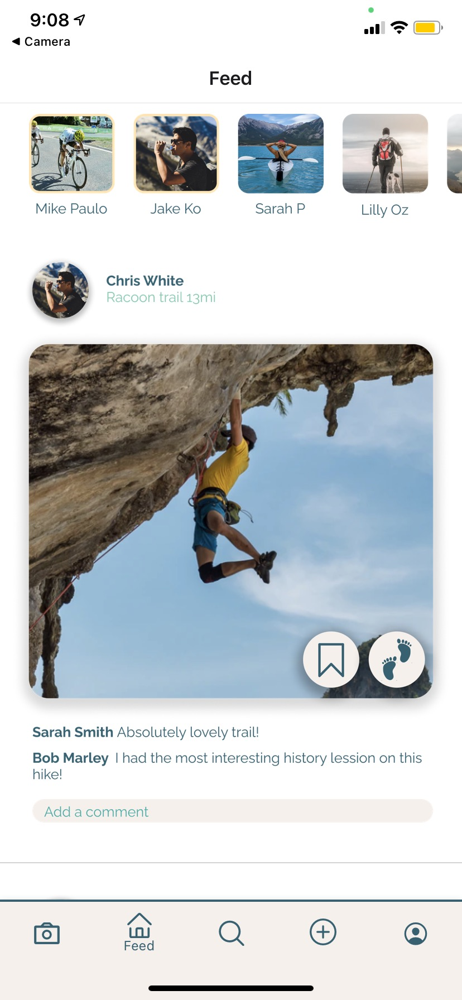 9:08
Camera
Feed
Mike Paulo
Jake Ko
Sarah P
Lilly Oz
Chris White
Racoon trail 13mi
Sarah Smith Absolutely lovely trail!
Bob Marley I had the most interesting history lession on this
hike!
Add a comment
Feed